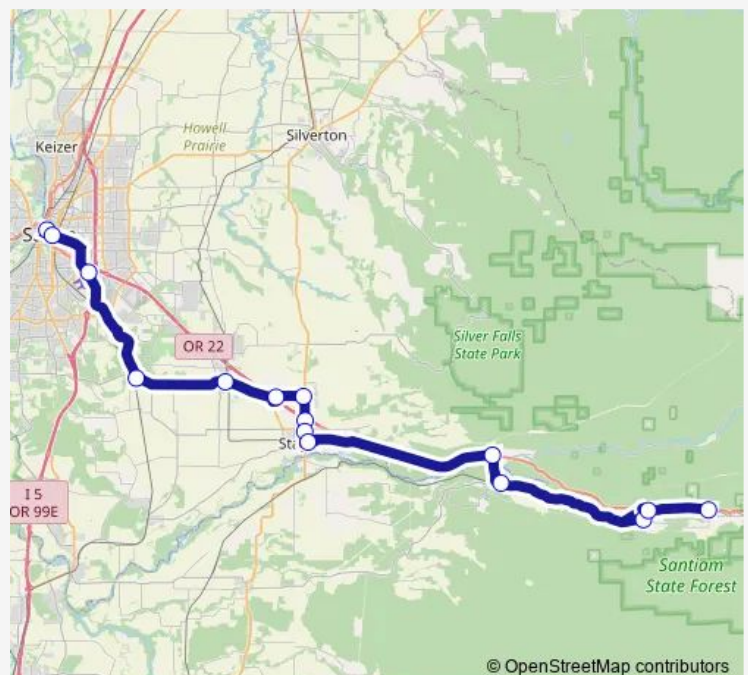 Keizer
Howell
Prairie
Silverton
OR 22
Silver Falls
State Park
I 5
OR 99E
Santiam
State Forest
© OpenStreetMap contributors